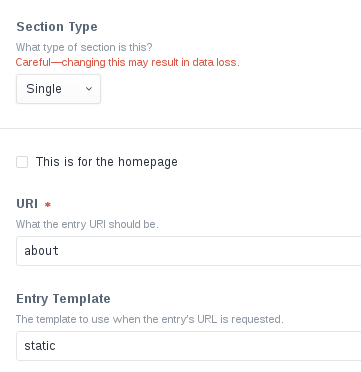 Section Type
What type of section is this?
Careful—changing this may result in data loss.
Single
This is for the homepage
URI *
What the entry URI should be.
about
Entry Template
The template to use when the entry's URL is requested.
static